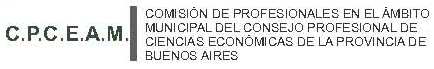 C.P.C.E.A.M.
COMISIÓN DE PROFESIONALES EN EL ÁMBITO
MUNICIPAL DEL CONSEJO PROFESIONAL DE
CIENCIAS ECONÓMICAS DE LA PROVINCIA DE
BUENOS AIRES